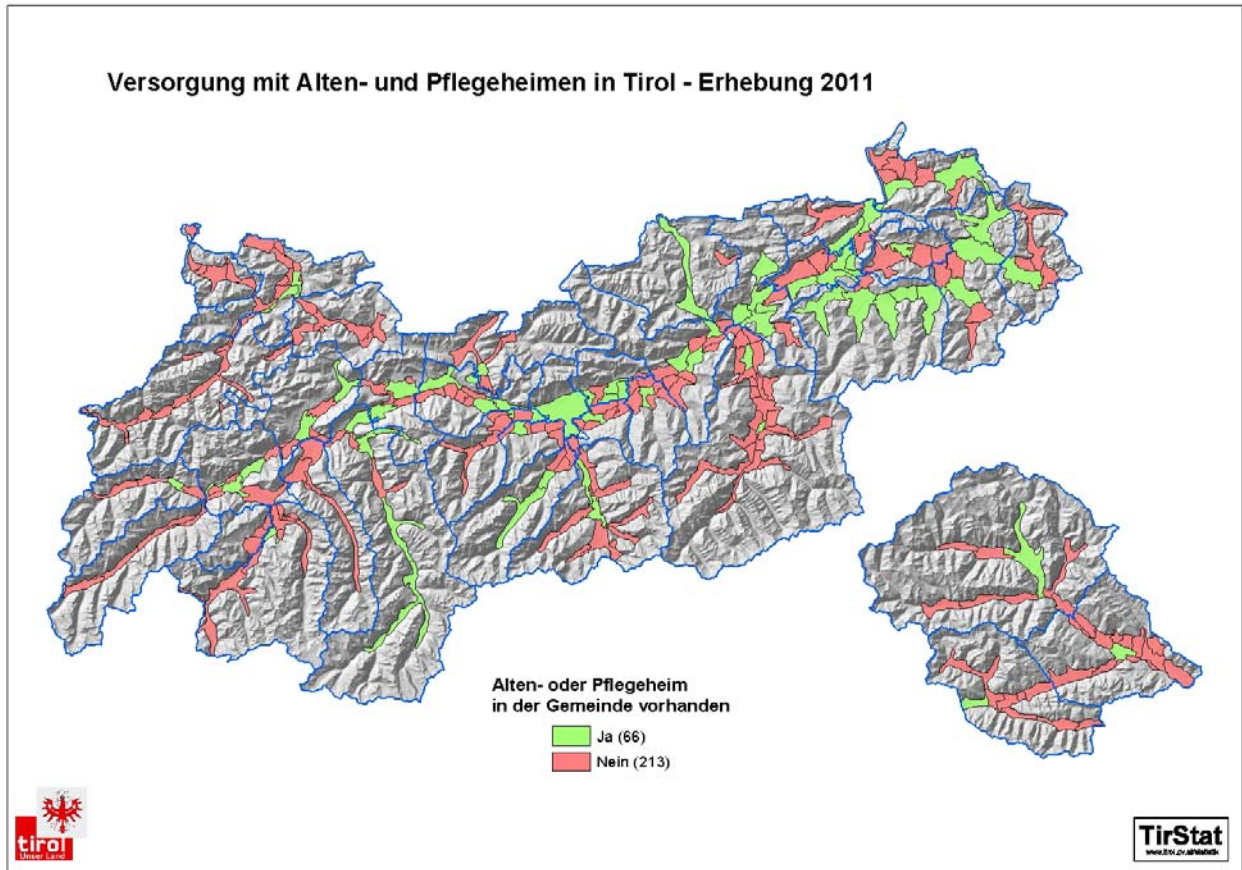 Versorgung mit Alten- und Pflegeheimen in Tirol - Erhebung 2011
Alten- oder Pflegeheim
in der Gemeinde vorhanden
Ja (66)
Nein (213)
tirol
Unser Land
TirStat